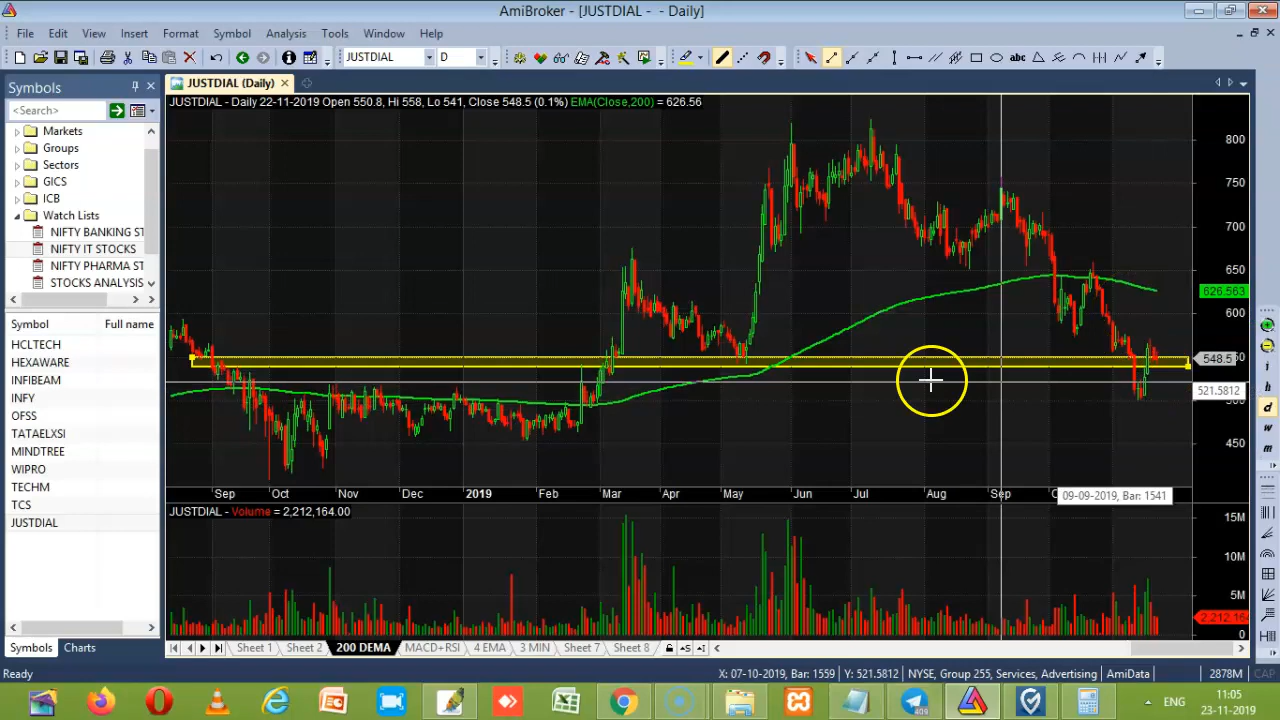 AmiBroker - [JUSTDIAL - - Daily]
File Edit View Insert Format Symbol Analysis Tools Window Help
JUSTDIAL D
abc
Symbols
JUSTDIAL (Daily)
<Search>
JUSTDIAL - Daily 22-11-2019 Open 550.8, Hi 558, Lo 541, Close 548.5 (0.1%) EMA(Close,200) = 626.56
Markets
Groups
Sectors
GICS
ICB
Watch Lists
NIFTY BANKING ST
NIFTY IT STOCKS
NIFTY PHARMA ST
STOCKS ANALYSIS
Symbol Full name
HCLTECH
HEXAWARE
INFIBEAM
INFY
OFSS
TATAELXSI
MINDTREE
WIPRO
TECHM
TCS
JUSTDIAL
Symbols Charts
800
750
700
650
626.563
600
548.5
521.5812
450
i
h
d
w
m
Sep Oct Nov Dec 2019 Feb Mar Apr May Jun Jul Aug Sep
09-09-2019, Bar: 1541
JUSTDIAL - Volume = 2,212,164.00
15M
10M
5M
2,212,164
0
Sheet 1 Sheet 2 200 DEMA MACD+RSI 4 EMA 3 MIN Sheet 7 Sheet 8
Ready X: 07-10-2019, Bar: 1559 Y: 521.5812 NYSE, Group 255, Services, Advertising AmiData 2878M CAP
409
ENG
11:05
23-11-2019